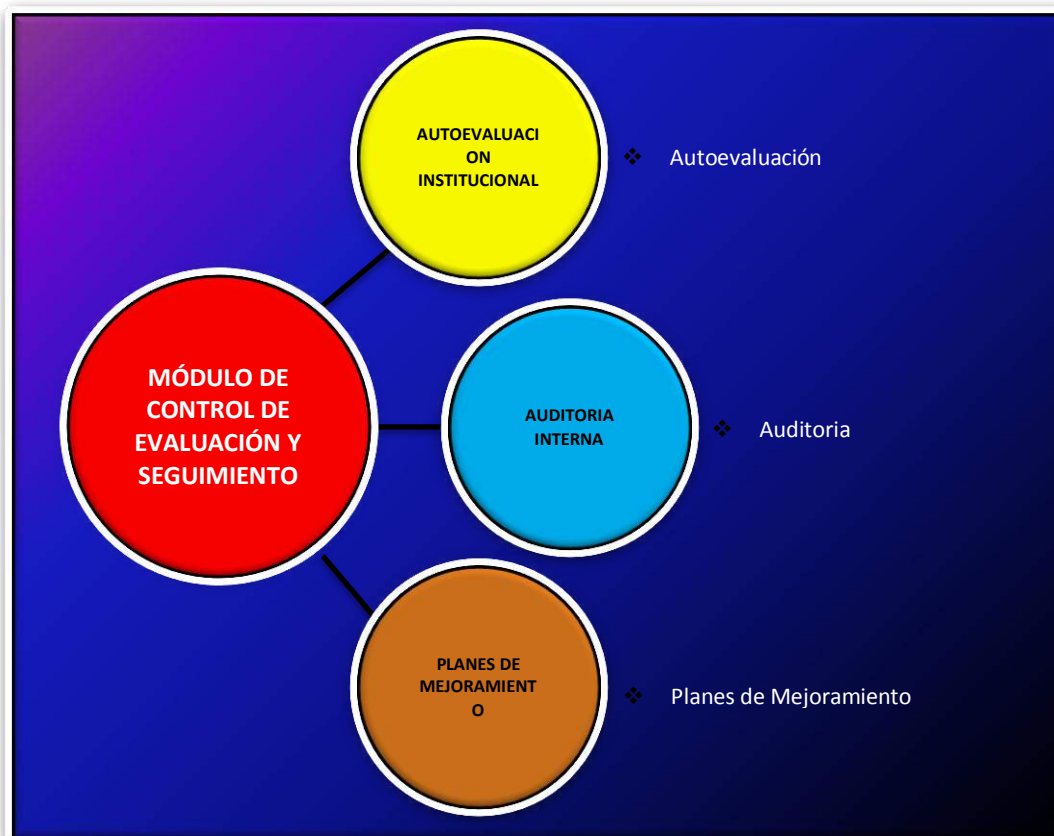 AUTOEVALUACI
ON
INSTITUCIONAL
❖ Autoevaluación
MÓDULO DE
CONTROL DE
EVALUACIÓN Y
SEGUIMIENTO
AUDITORIA
INTERNA
❖ Auditoria
PLANES DE
MEJORAMIENT
O
❖ Planes de Mejoramiento